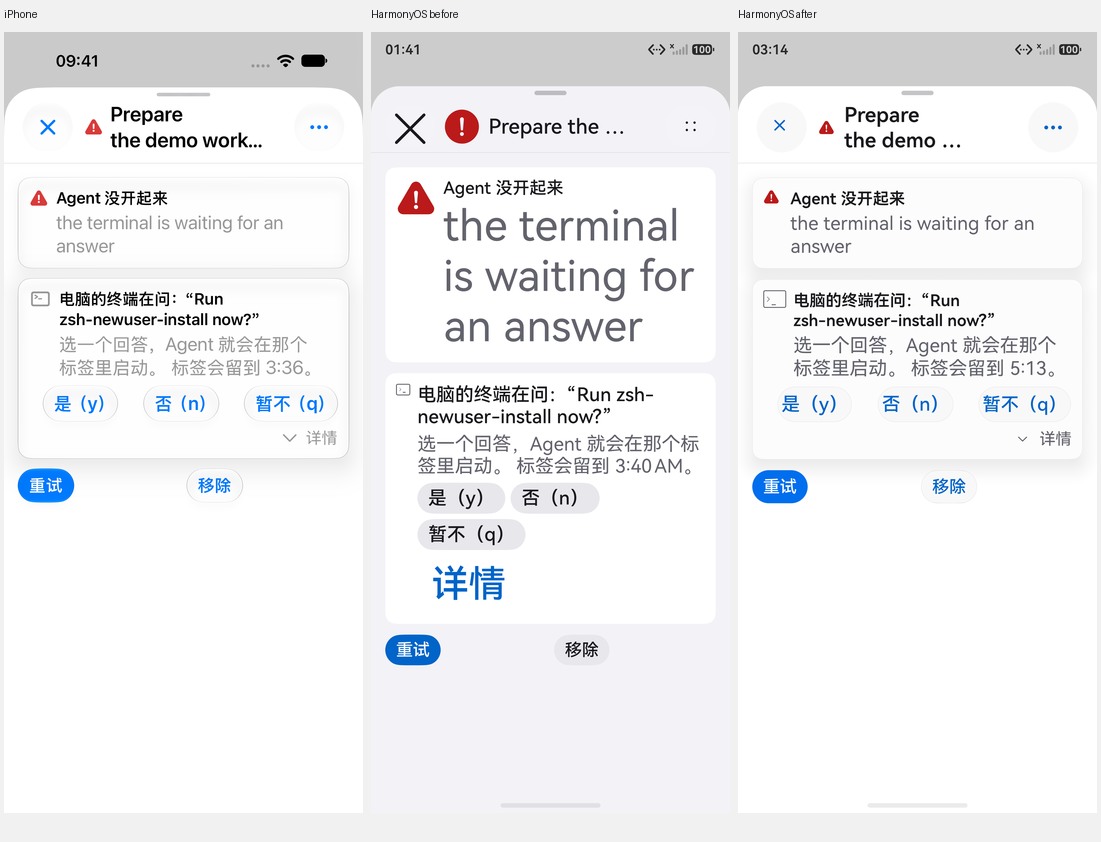 iPhone
09:41
Prepare
the demo work...
Agent 没开起来
the terminal is waiting for an
answer
电脑的终端在问：“Run
zsh-newuser-install now?”
选一个回答，Agent 就会在那个
标签里启动。 标签会留到 3:36。
是（y）
否（n）
暂不（q）
详情
重试
移除
HarmonyOS before
01:41
100
Prepare the ...
Agent 没开起来
the terminal
is waiting for
an answer
电脑的终端在问：“Run zsh-
newuser-install now?”
选一个回答，Agent 就会在那个标
签里启动。 标签会留到 3:40 AM。
是（y）
否（n）
暂不（q）
详情
重试
移除
HarmonyOS after
03:14
100
Prepare
the demo ...
Agent 没开起来
the terminal is waiting for an
answer
电脑的终端在问：“Run
zsh-newuser-install now?”
选一个回答，Agent 就会在那个
标签里启动。 标签会留到 5:13。
是（y）
否（n）
暂不（q）
详情
重试
移除